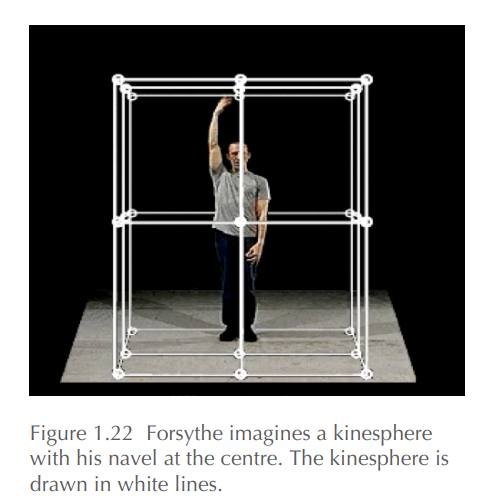 Figure 1.22 Forsythe imagines a kinesphere
with his navel at the centre. The kinesphere is
drawn in white lines.